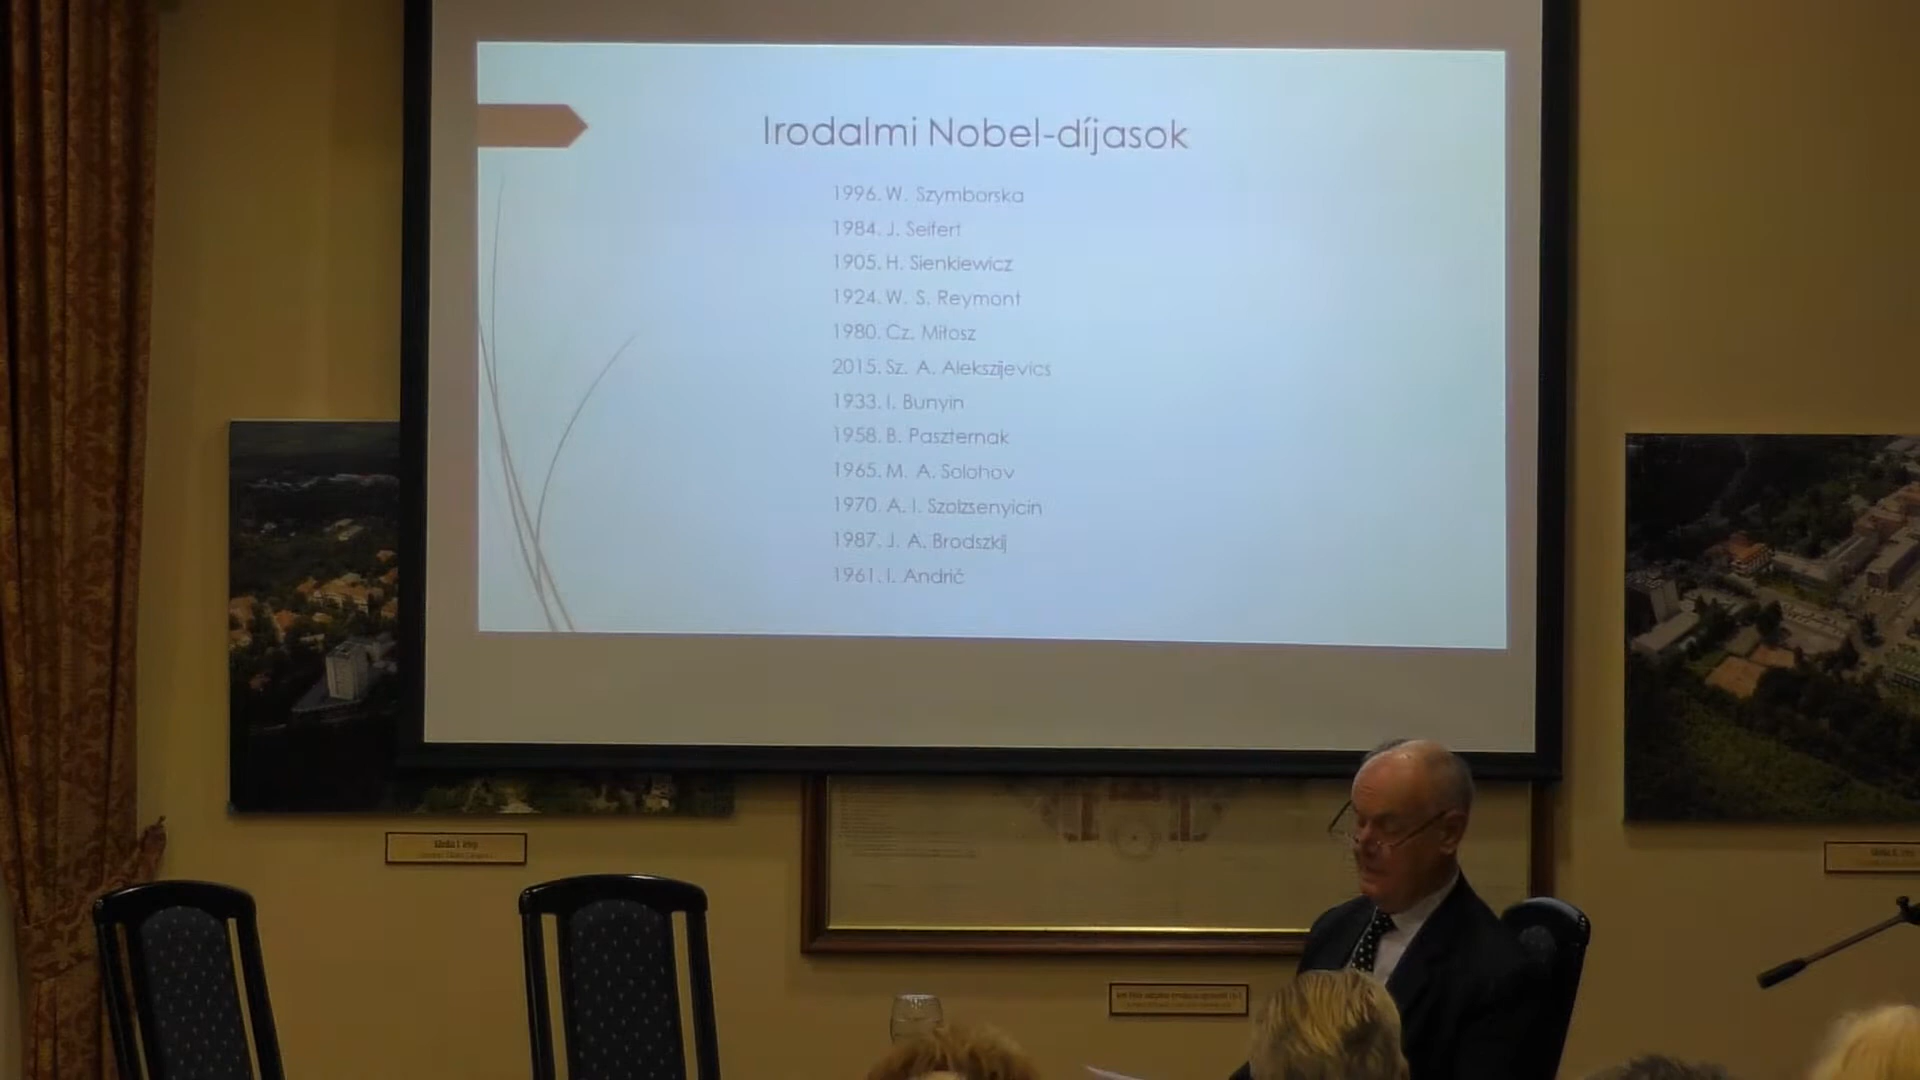 Irodalmi Nobel-díjasok
1996. W. Szymborska
1984. J. Seifert
1905. H. Sienkiewicz
1924. W. S. Reymont
1980. Cz. Miłosz
2015. Sz. A. Alekszijevics
1933. I. Bunyin
1958. B. Paszternak
1965. M. A. Solohov
1970. A. I. Szolzsenyicin
1987. J. A. Brodszkij
1961. I. Andrić